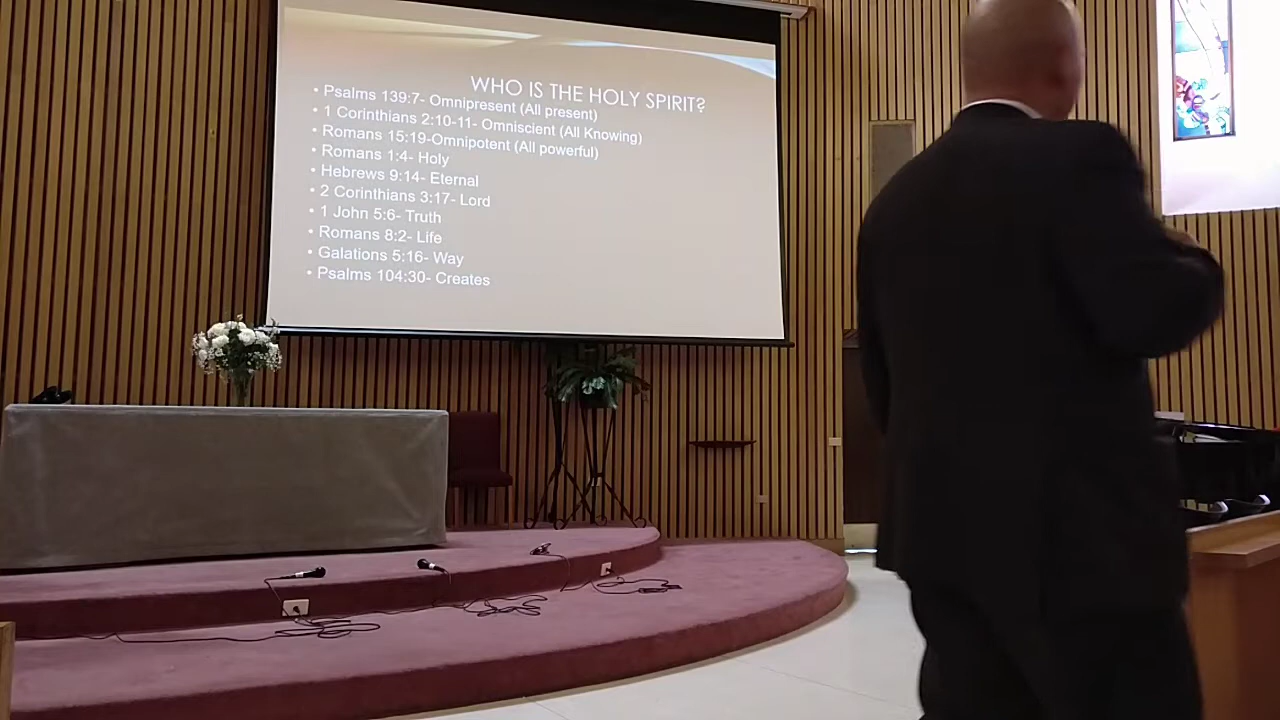 WHO IS THE HOLY SPIRIT?
• Psalms 139:7- Omnipresent (All present)
• 1 Corinthians 2:10-11- Omniscient (All Knowing)
• Romans 15:19-Omnipotent (All powerful)
• Romans 1:4- Holy
• Hebrews 9:14- Eternal
• 2 Corinthians 3:17- Lord
• 1 John 5:6- Truth
• Romans 8:2- Life
• Galations 5:16- Way
• Psalms 104:30- Creates